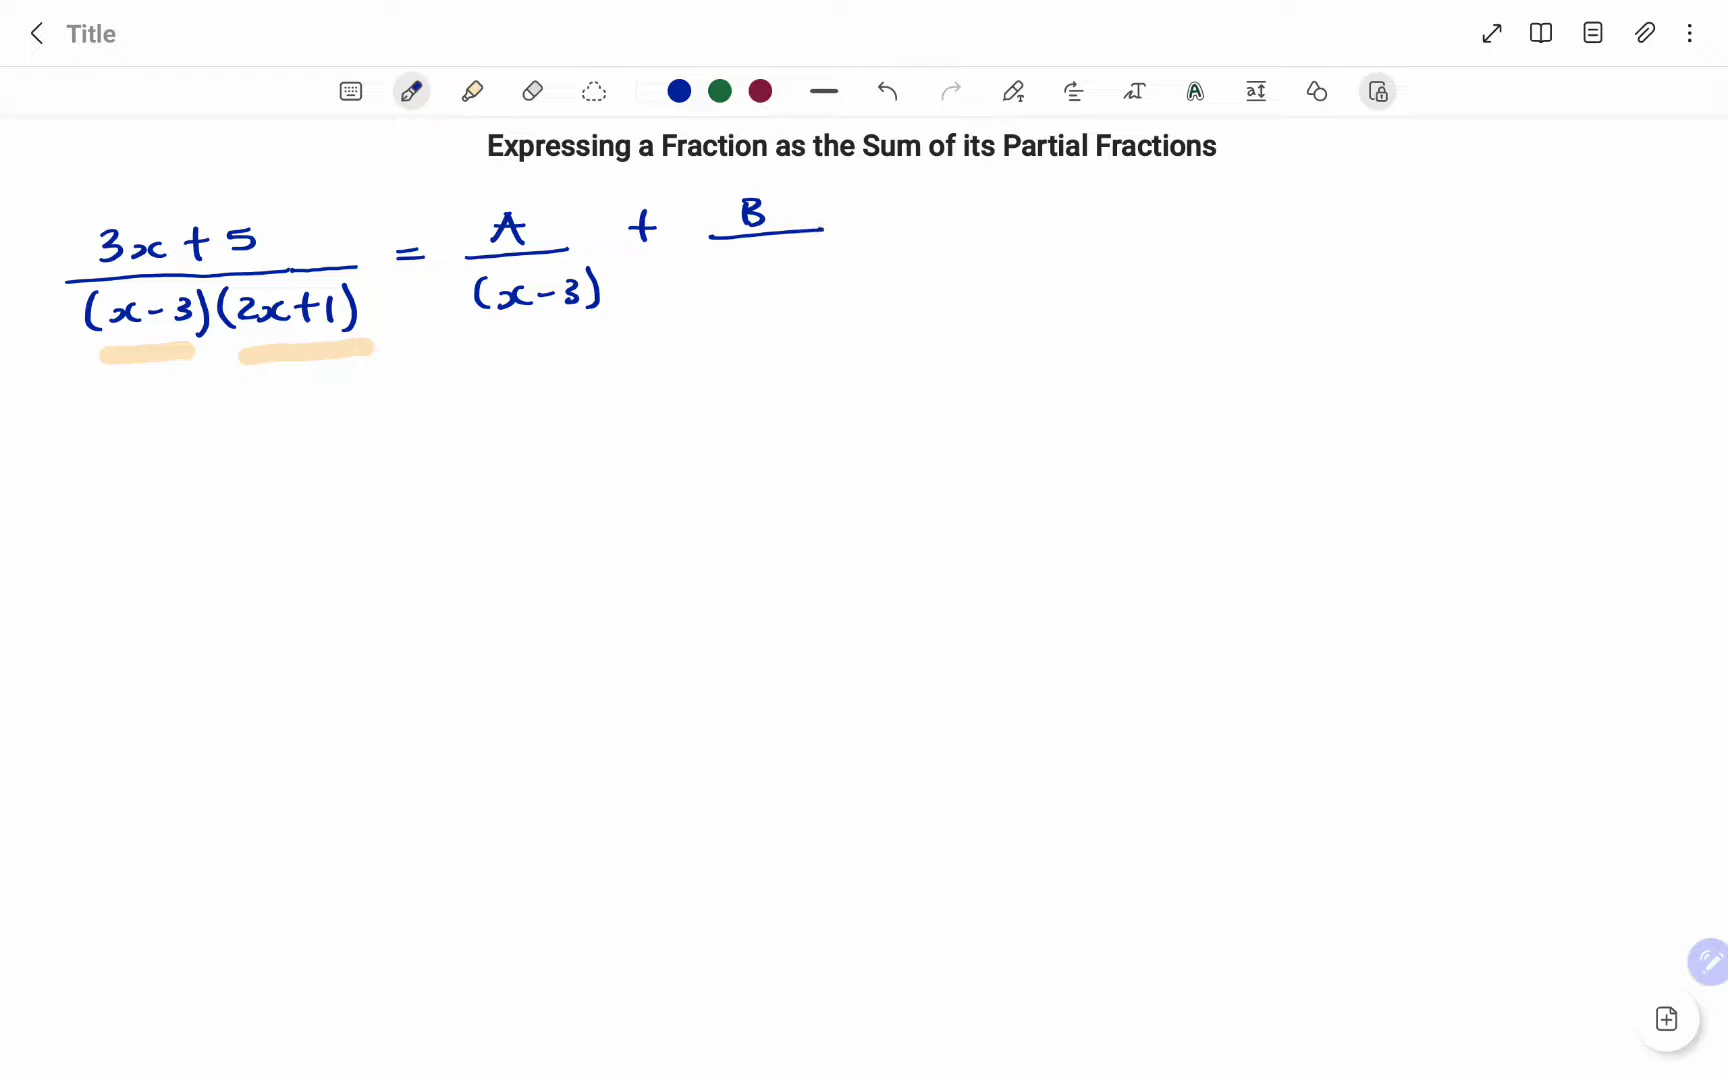 Title
Expressing a Fraction as the Sum of its Partial Fractions
3x + 5 = A + B
(x - 3)(2x + 1) (x - 3)